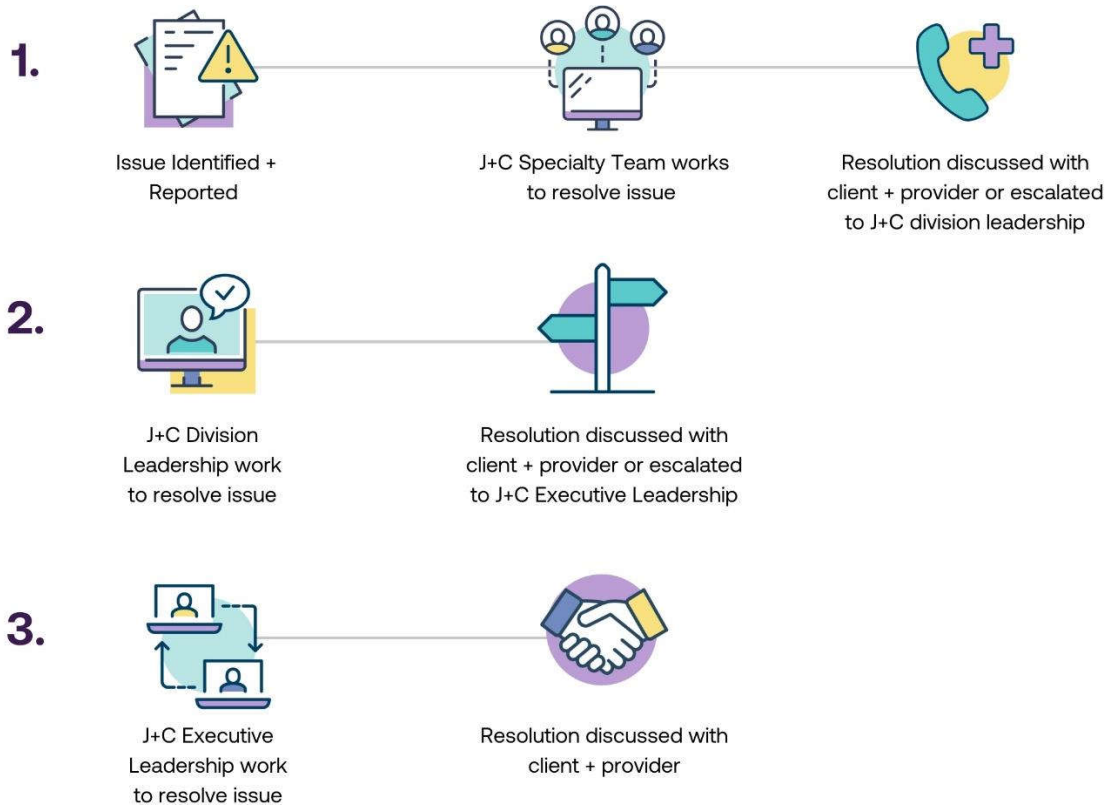 1.
Issue Identified +
Reported
J+C Specialty Team works
to resolve issue
Resolution discussed with
client + provider or escalated
to J+C division leadership
2.
J+C Division
Leadership work
to resolve issue
Resolution discussed with
client + provider or escalated
to J+C Executive Leadership
3.
J+C Executive
Leadership work
to resolve issue
Resolution discussed with
client + provider